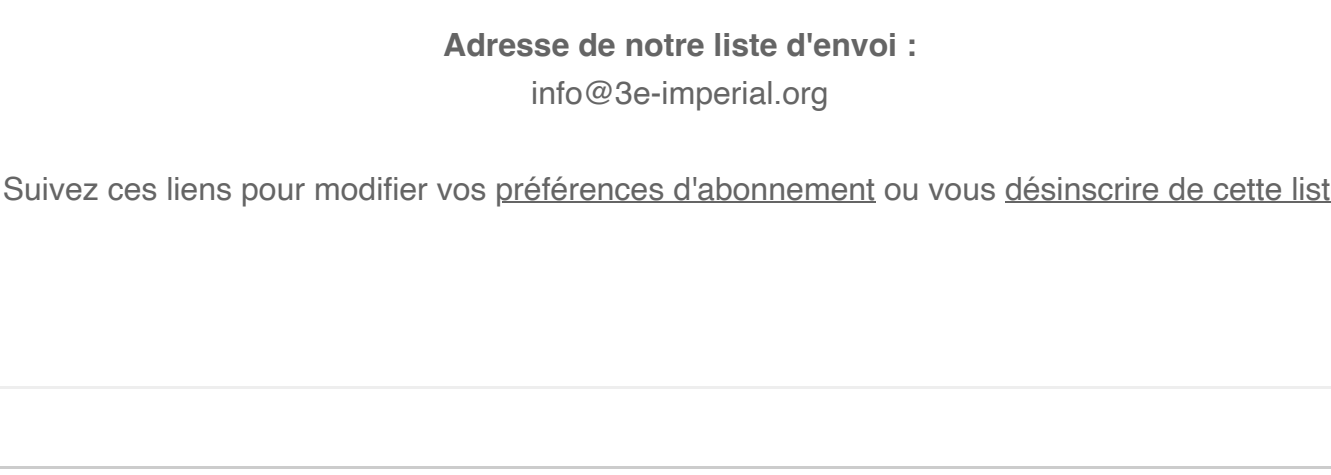 Adresse de notre liste d'envoi :
info@3e-imperial.org
Suivez ces liens pour modifier vos préférences d'abonnement ou vous désinscrire de cette list